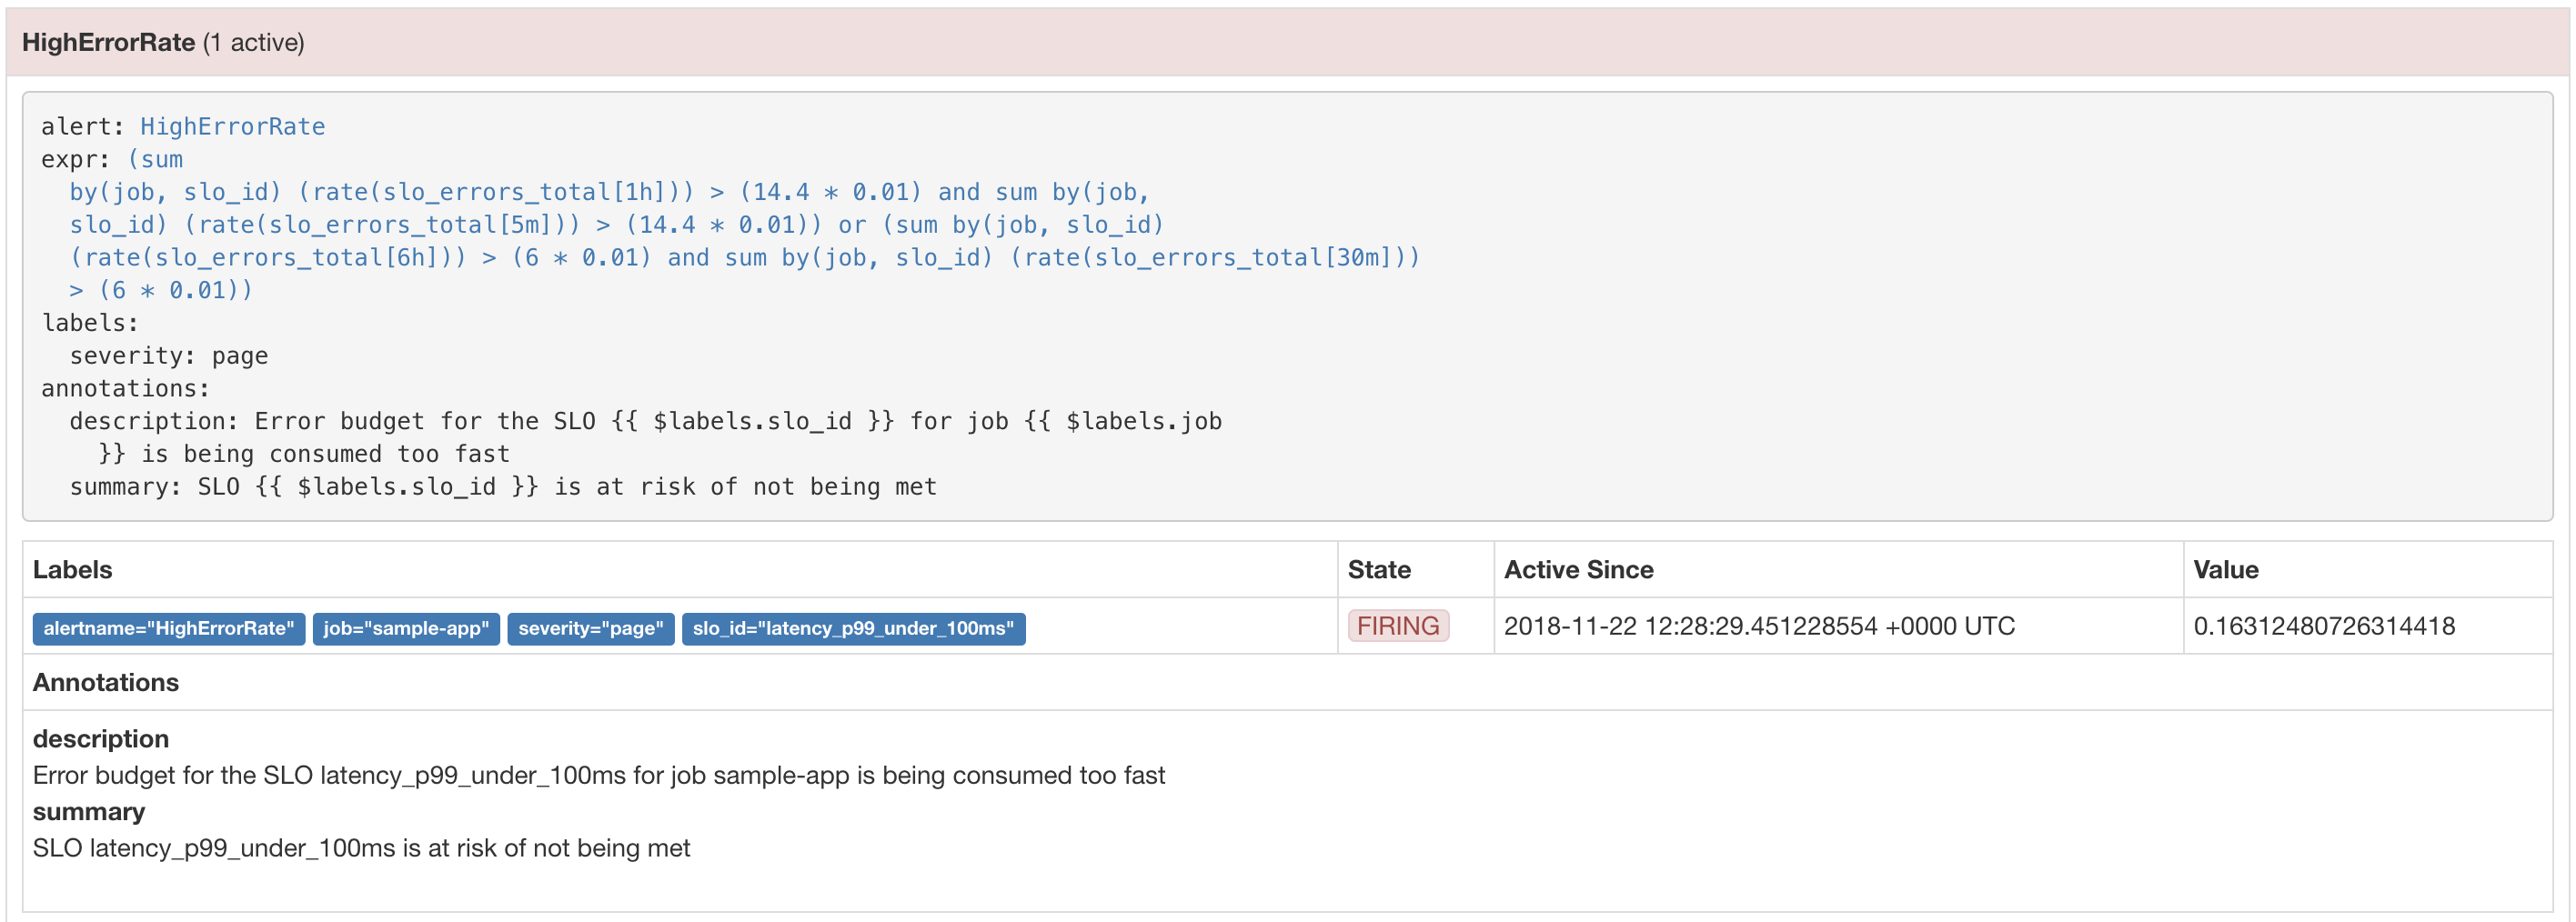 HighErrorRate (1 active)
alert: HighErrorRate
expr: (sum
by(job, slo_id) (rate(slo_errors_total[1h])) > (14.4 * 0.01) and sum by(job,
slo_id) (rate(slo_errors_total[5m])) > (14.4 * 0.01)) or (sum by(job, slo_id)
(rate(slo_errors_total[6h])) > (6 * 0.01) and sum by(job, slo_id) (rate(slo_errors_total[30m]))
> (6 * 0.01))
labels:
severity: page
annotations:
description: Error budget for the SLO {{ $labels.slo_id }} for job {{ $labels.job
}} is being consumed too fast
summary: SLO {{ $labels.slo_id }} is at risk of not being met
Labels State Active Since Value
alertname="HighErrorRate" job="sample-app" severity="page" slo_id="latency_p99_under_100ms" FIRING 2018-11-22 12:28:29.451228554 +0000 UTC 0.16312480726314418
Annotations
description
Error budget for the SLO latency_p99_under_100ms for job sample-app is being consumed too fast
summary
SLO latency_p99_under_100ms is at risk of not being met